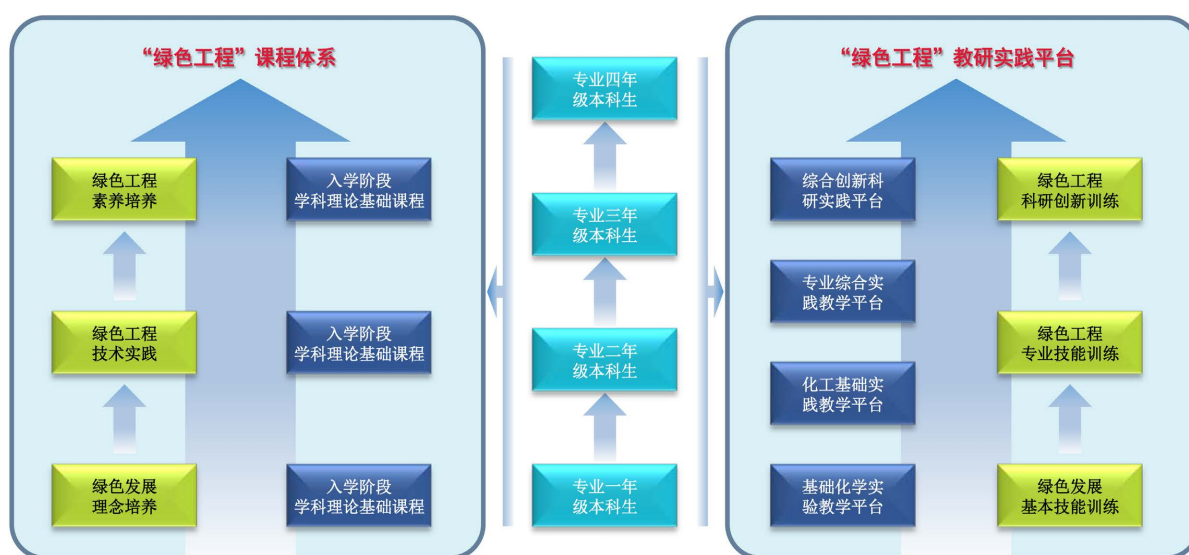 “绿色工程”课程体系
绿色工程
素养培养
入学阶段
学科理论基础课程
绿色工程
技术实践
入学阶段
学科理论基础课程
绿色发展
理念培养
入学阶段
学科理论基础课程
专业四年
级本科生
专业三年
级本科生
专业二年
级本科生
专业一年
级本科生
“绿色工程”教研实践平台
综合创新科
研实践平台
专业综合实
践教学平台
化工基础实
践教学平台
基础化学实
验教学平台
绿色工程
科研创新训练
绿色工程
专业技能训练
绿色发展
基本技能训练